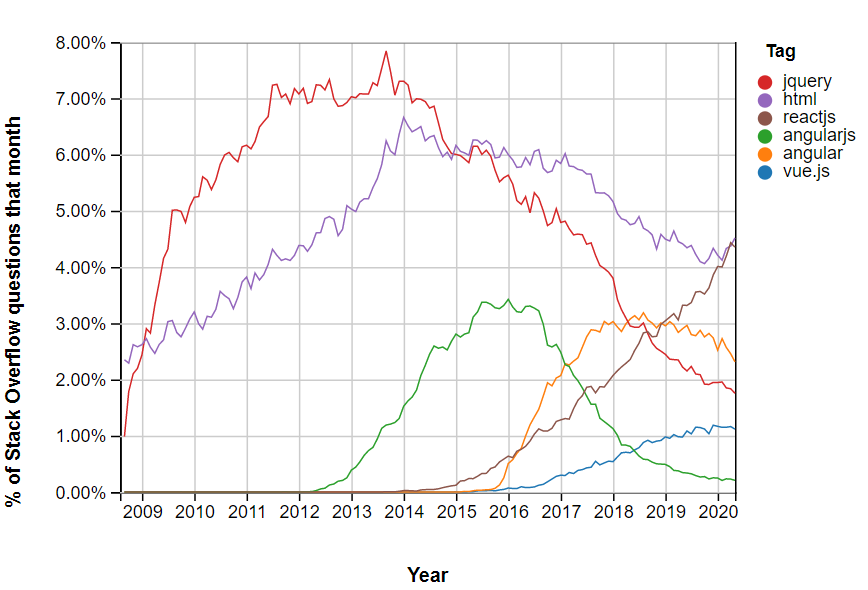 % of Stack Overflow questions that month
8.00%
7.00%
6.00%
5.00%
4.00%
3.00%
2.00%
1.00%
0.00%
2009 2010 2011 2012 2013 2014 2015 2016 2017 2018 2019 2020
Year
Tag
jquery
html
reactjs
angularjs
angular
vue.js